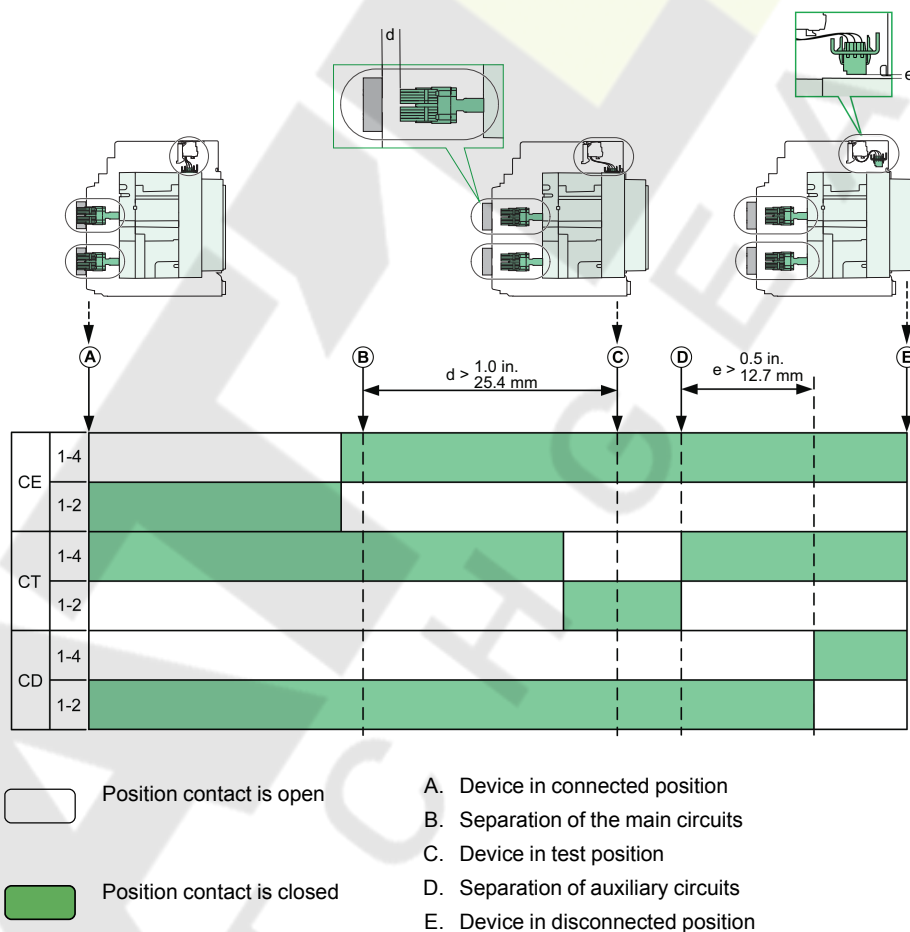 d
e
A
B
d > 1.0 in.
25.4 mm
C
D
e > 0.5 in.
12.7 mm
E
CE
1-4
1-2
CT
1-4
1-2
CD
1-4
1-2
Position contact is open
Position contact is closed
A. Device in connected position
B. Separation of the main circuits
C. Device in test position
D. Separation of auxiliary circuits
E. Device in disconnected position